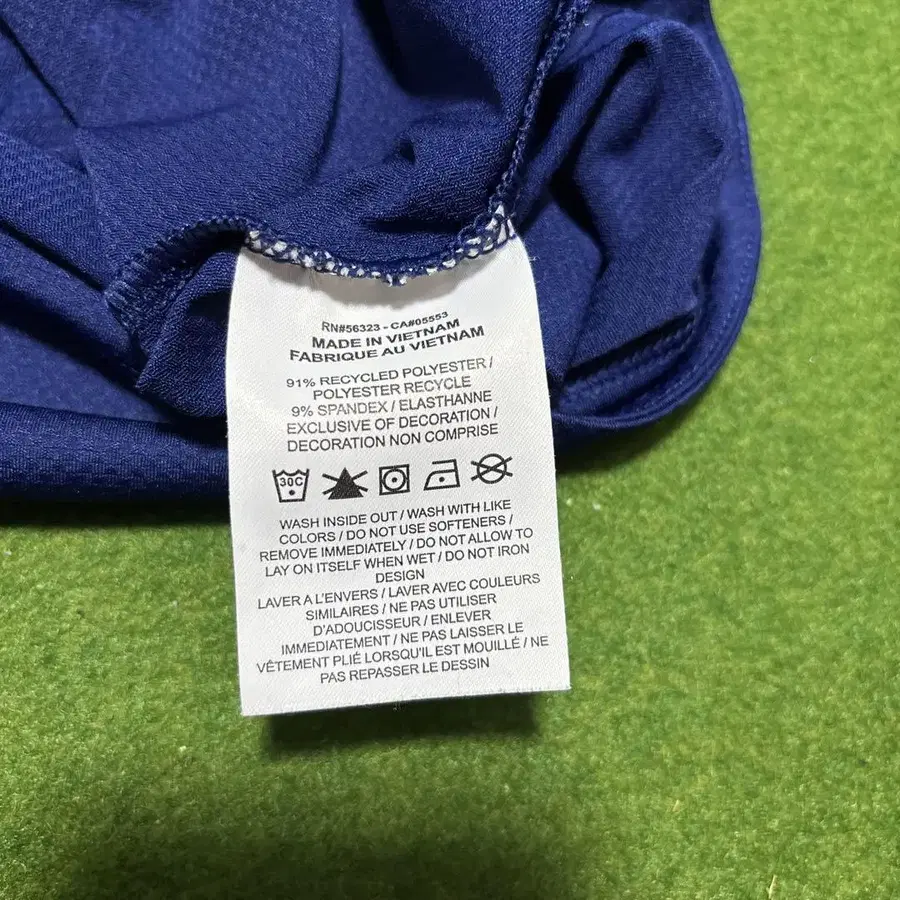 RN#56323 - CA#05553
MADE IN VIETNAM
FABRIQUE AU VIETNAM
91% RECYCLED POLYESTER /
POLYESTER RECYCLE
9% SPANDEX / ELASTHANNE
EXCLUSIVE OF DECORATION /
DECORATION NON COMPRISE
30C
WASH INSIDE OUT / WASH WITH LIKE
COLORS / DO NOT USE SOFTENERS /
REMOVE IMMEDIATELY / DO NOT ALLOW TO
LAY ON ITSELF WHEN WET / DO NOT IRON
DESIGN
LAVER A L'ENVERS / LAVER AVEC COULEURS
SIMILAIRES / NE PAS UTILISER
D'ADOUCISSEUR / ENLEVER
IMMEDIATEMENT / NE PAS LAISSER LE
VÊTEMENT PLIÉ LORSQU'IL EST MOUILLÉ / NE
PAS REPASSER LE DESSIN